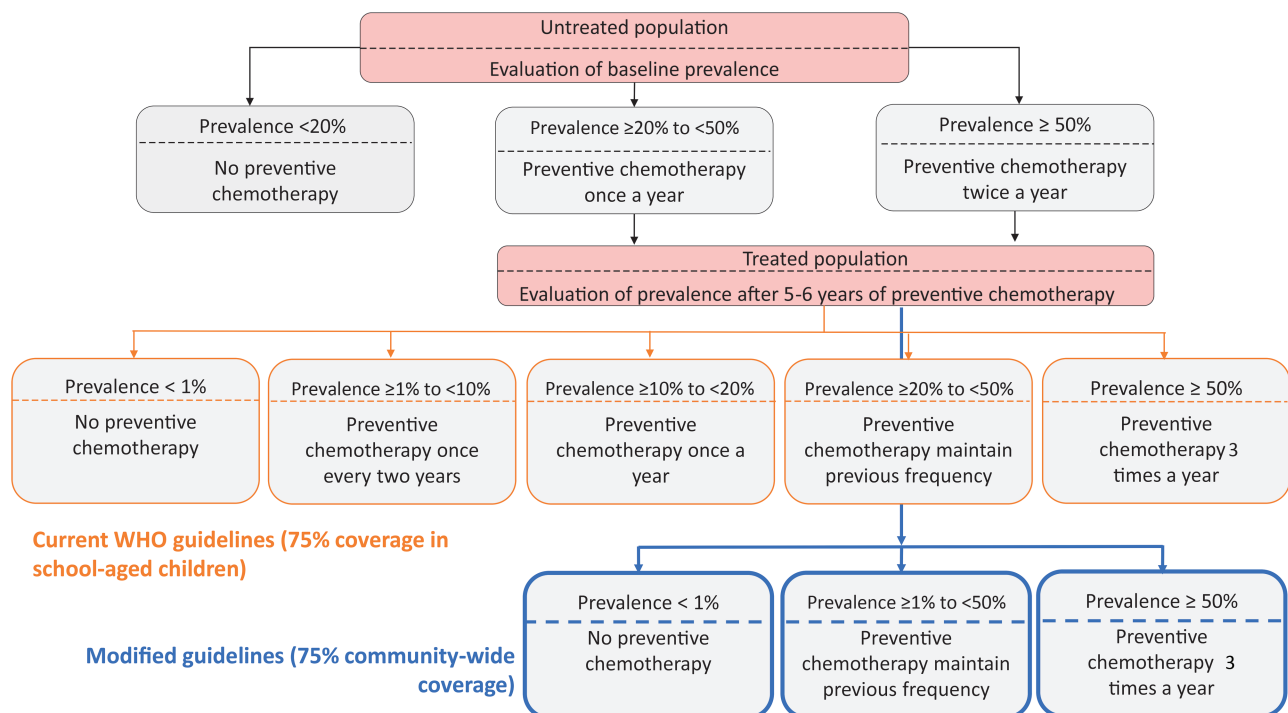 Untreated population
Evaluation of baseline prevalence
Prevalence <20%
No preventive
chemotherapy
Prevalence ≥20% to <50%
Preventive chemotherapy
once a year
Prevalence ≥ 50%
Preventive chemotherapy
twice a year
Treated population
Evaluation of prevalence after 5-6 years of preventive chemotherapy
Prevalence < 1%
No preventive
chemotherapy
Prevalence ≥1% to <10%
Preventive
chemotherapy once
every two years
Prevalence ≥10% to <20%
Preventive
chemotherapy once a
year
Prevalence ≥20% to <50%
Preventive
chemotherapy maintain
previous frequency
Prevalence ≥ 50%
Preventive
chemotherapy 3
times a year
Current WHO guidelines (75% coverage in
school-aged children)
Prevalence < 1%
No preventive
chemotherapy
Prevalence ≥1% to <50%
Preventive
chemotherapy maintain
previous frequency
Prevalence ≥ 50%
Preventive
chemotherapy 3
times a year
Modified guidelines (75% community-wide
coverage)